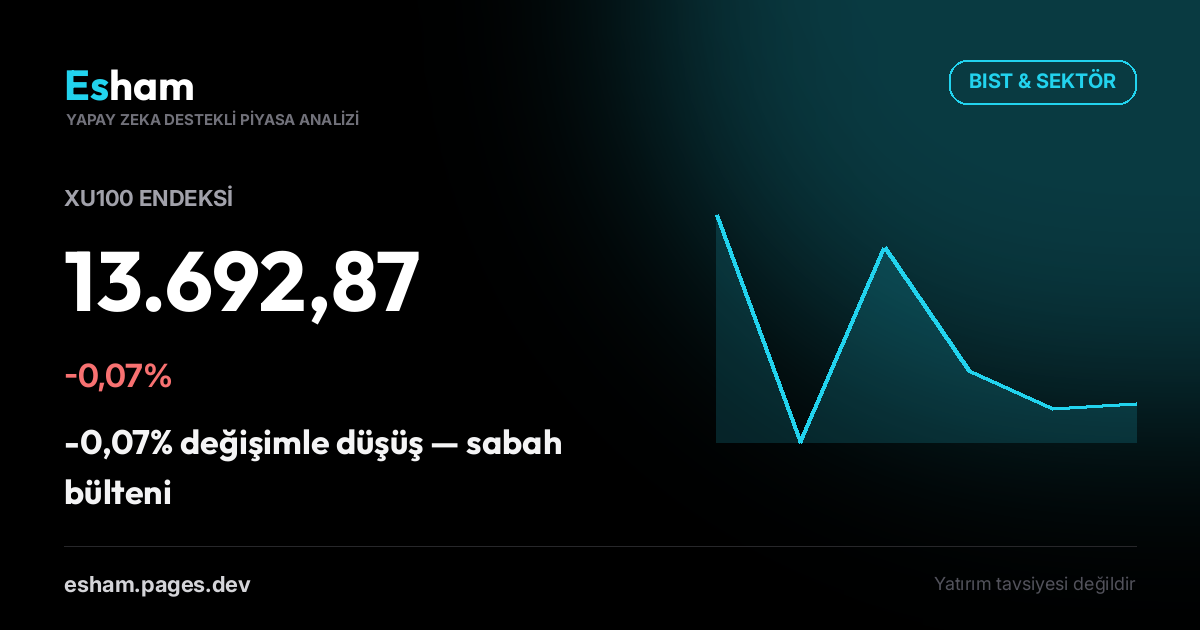 Esham
BIST & SEKTÖR
YAPAY ZEKA DESTEKLİ PİYASA ANALİZİ
XU100 ENDEKSİ
13.692,87
-0,07%
-0,07% değişimle düşüş — sabah
bülteni
esham.pages.dev
Yatırım tavsiyesi değildir